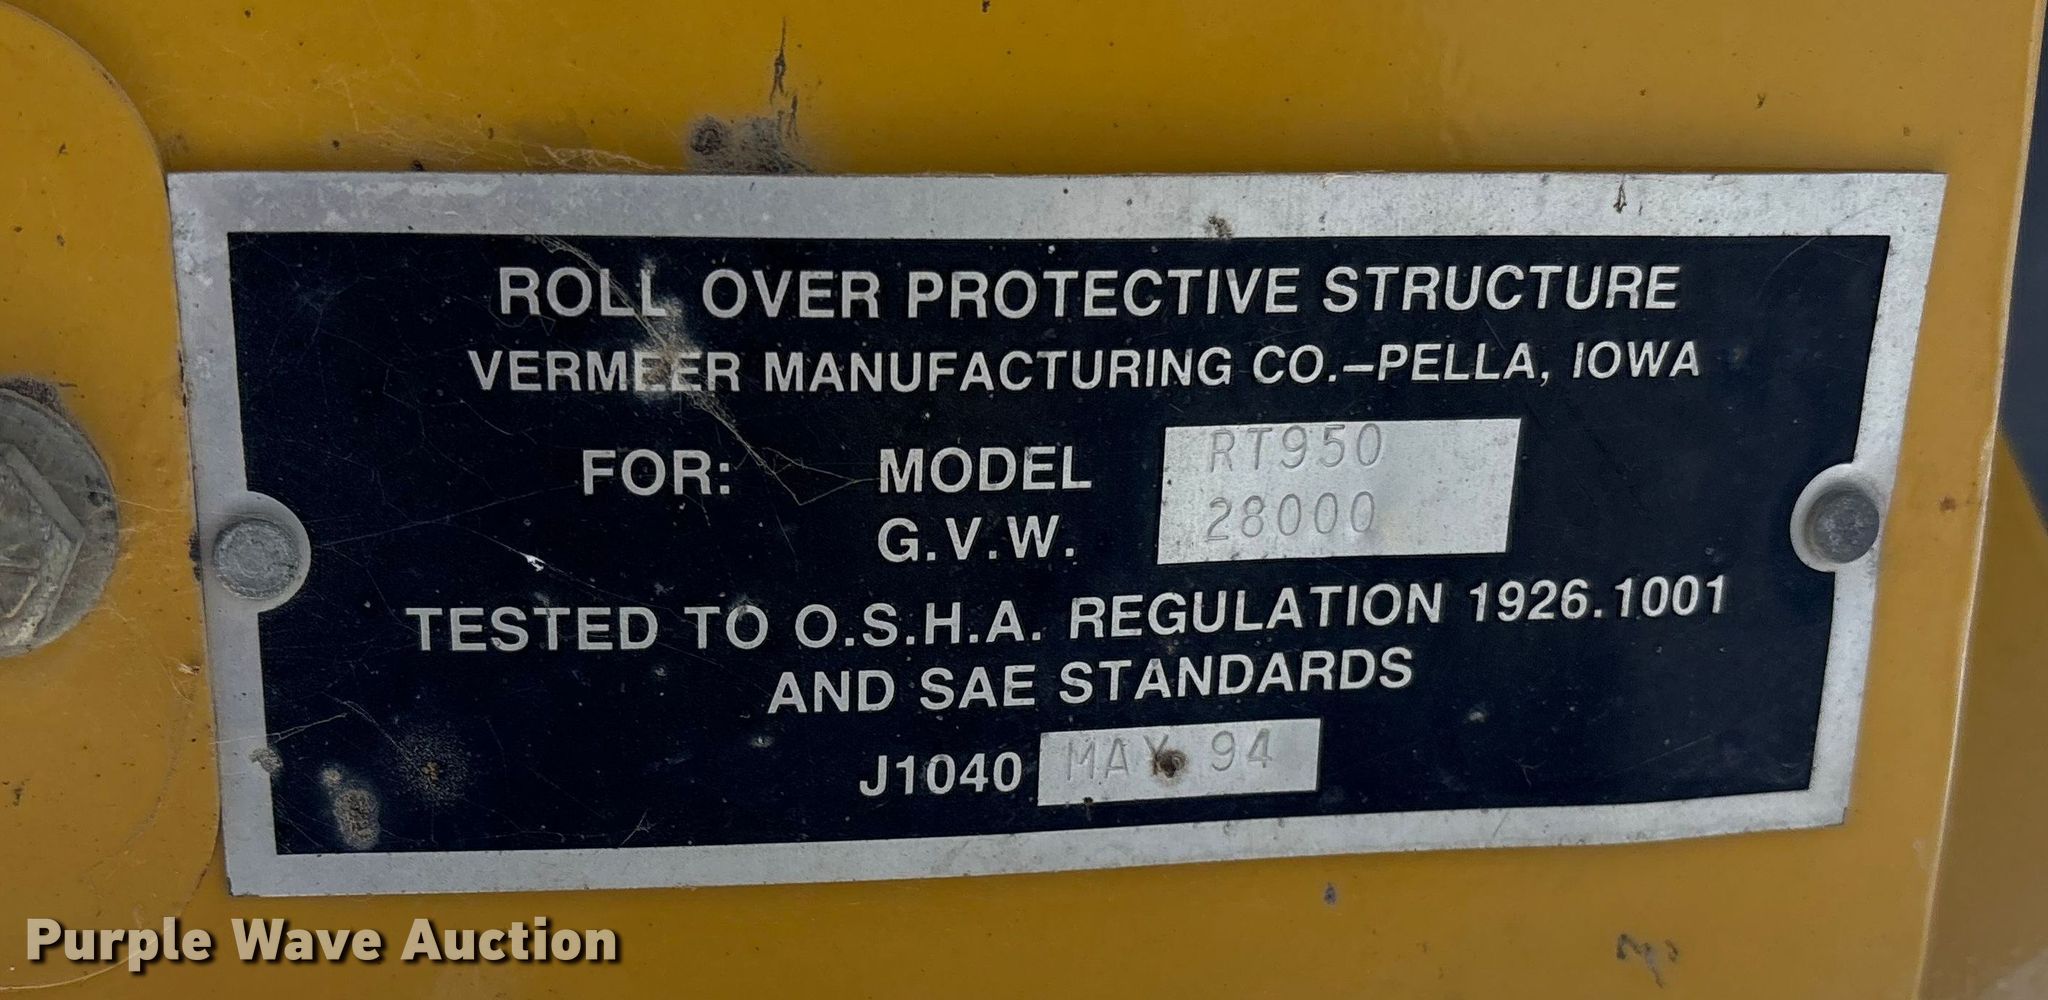 ROLL OVER PROTECTIVE STRUCTURE
VERMEER MANUFACTURING CO.-PELLA, IOWA
FOR: MODEL RT950
G.V.W. 28000
TESTED TO O.S.H.A. REGULATION 1926.1001
AND SAE STANDARDS
J1040 MAY 94
Purple Wave Auction